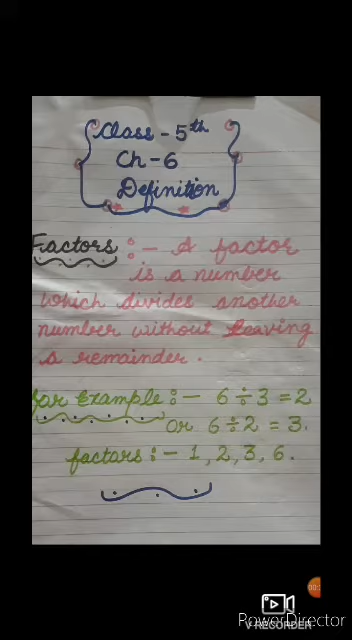 Class - 5th
Ch - 6
Definition
Factors :- A factor
is a number
which divides another
number without leaving
a remainder.
For Example :- 6 ÷ 3 = 2
Or 6 ÷ 2 = 3.
factors :- 1, 2, 3, 6.
V RECORDER
PowerDirector